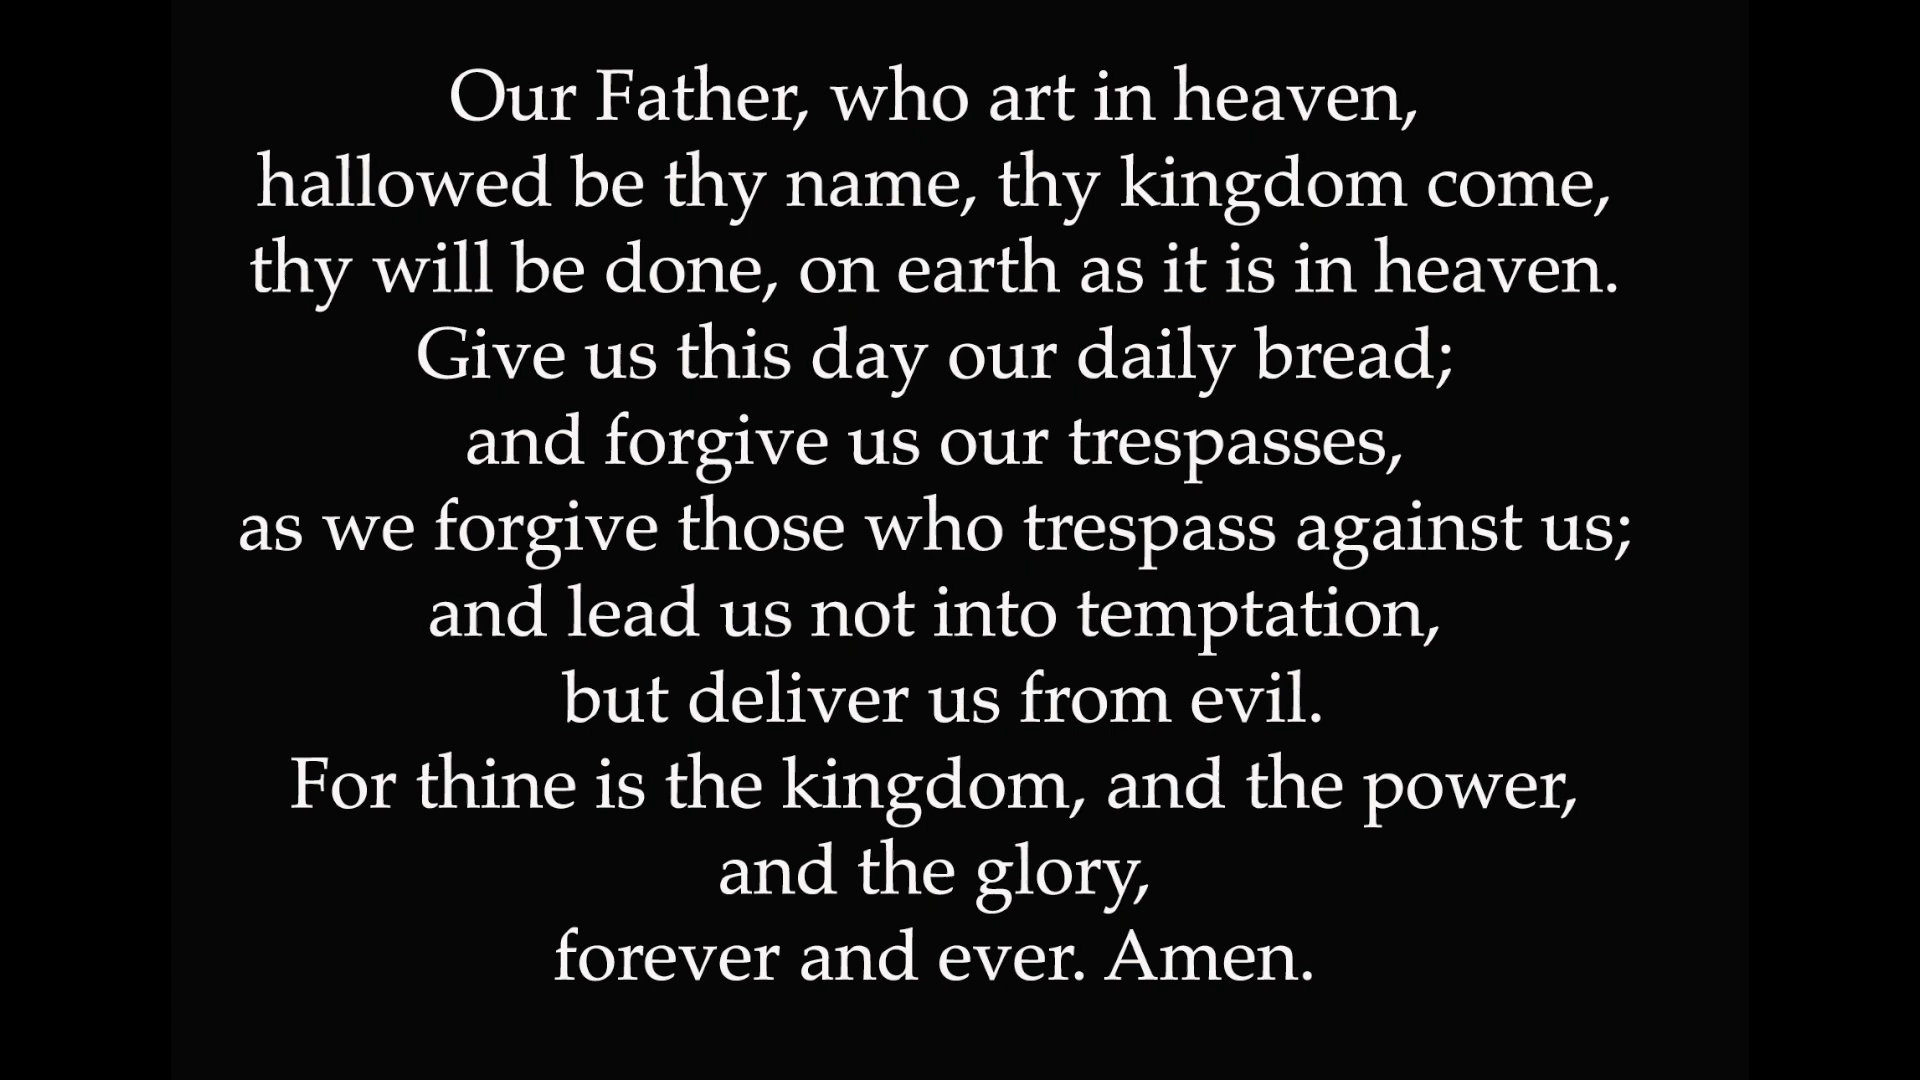 Our Father, who art in heaven,
hallowed be thy name, thy kingdom come,
thy will be done, on earth as it is in heaven.
Give us this day our daily bread;
and forgive us our trespasses,
as we forgive those who trespass against us;
and lead us not into temptation,
but deliver us from evil.
For thine is the kingdom, and the power,
and the glory,
forever and ever. Amen.